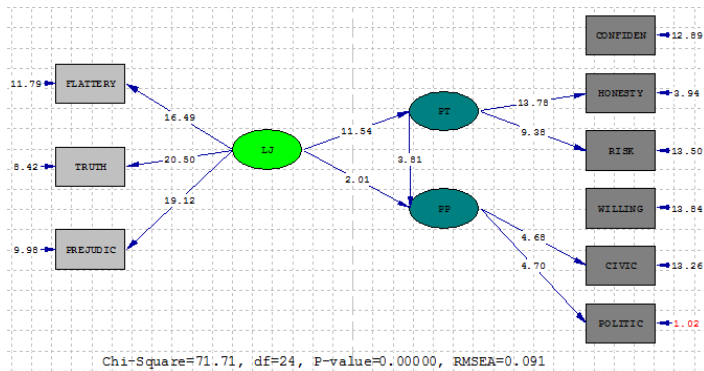 CONFIDEN 12.89
11.79 FLATTERY
HONESTY 3.94
16.49
13.78
11.54 PT
9.38
LJ
RISK 13.50
8.42 TRUTH
20.50
3.81
2.01
19.12
WILLING 13.84
PP
9.98 PREJUDIC
4.68
CIVIC 13.26
4.70
POLITIC 1.02
Chi-Square=71.71, df=24, P-value=0.00000, RMSEA=0.091